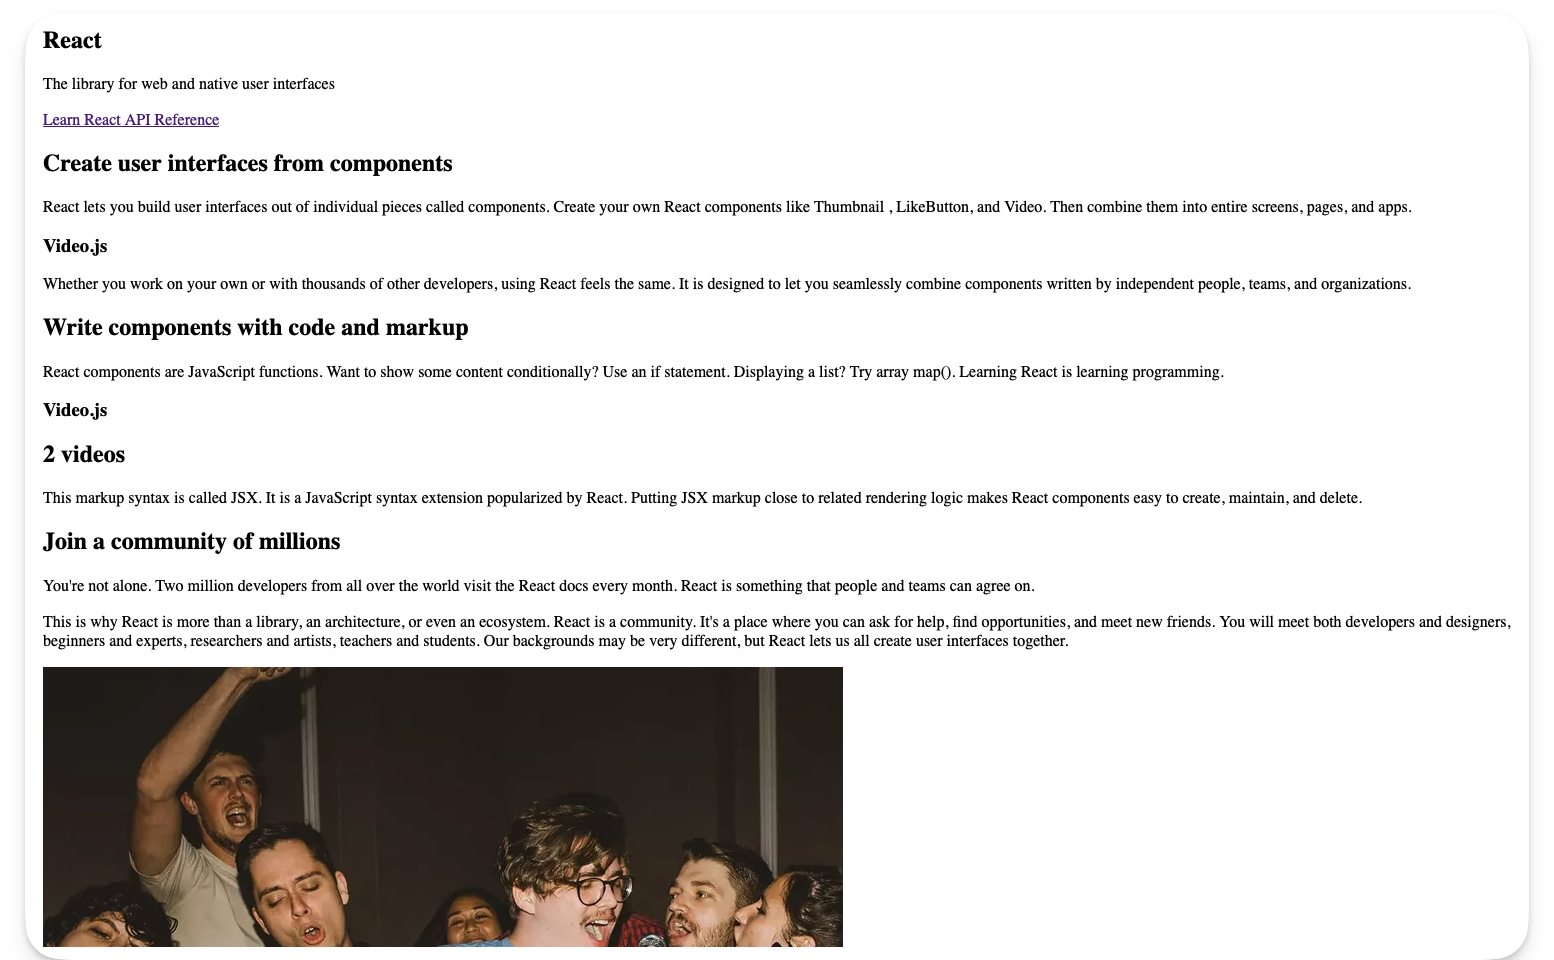 React
The library for web and native user interfaces
Learn React API Reference
Create user interfaces from components
React lets you build user interfaces out of individual pieces called components. Create your own React components like Thumbnail , LikeButton, and Video. Then combine them into entire screens, pages, and apps.
Video.js
Whether you work on your own or with thousands of other developers, using React feels the same. It is designed to let you seamlessly combine components written by independent people, teams, and organizations.
Write components with code and markup
React components are JavaScript functions. Want to show some content conditionally? Use an if statement. Displaying a list? Try array map(). Learning React is learning programming.
Video.js
2 videos
This markup syntax is called JSX. It is a JavaScript syntax extension popularized by React. Putting JSX markup close to related rendering logic makes React components easy to create, maintain, and delete.
Join a community of millions
You're not alone. Two million developers from all over the world visit the React docs every month. React is something that people and teams can agree on.
This is why React is more than a library, an architecture, or even an ecosystem. React is a community. It's a place where you can ask for help, find opportunities, and meet new friends. You will meet both developers and designers,
beginners and experts, researchers and artists, teachers and students. Our backgrounds may be very different, but React lets us all create user interfaces together.